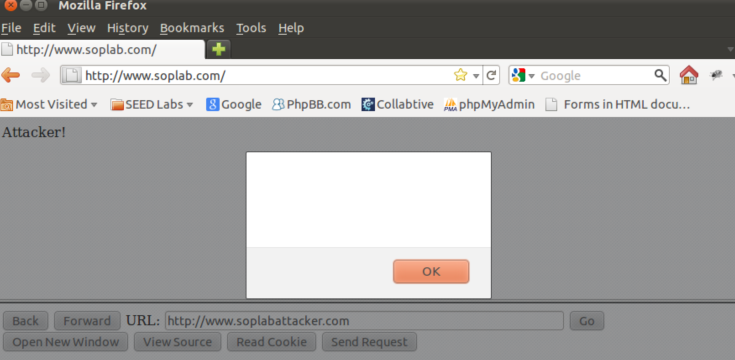 Mozilla Firefox
File Edit View History Bookmarks Tools Help
http://www.soplab.com/
http://www.soplab.com/ Google
Most Visited SEED Labs Google PhpBB.com Collabtive phpMyAdmin Forms in HTML docu...
Attacker!
OK
Back Forward URL: http://www.soplabattacker.com Go
Open New Window View Source Read Cookie Send Request